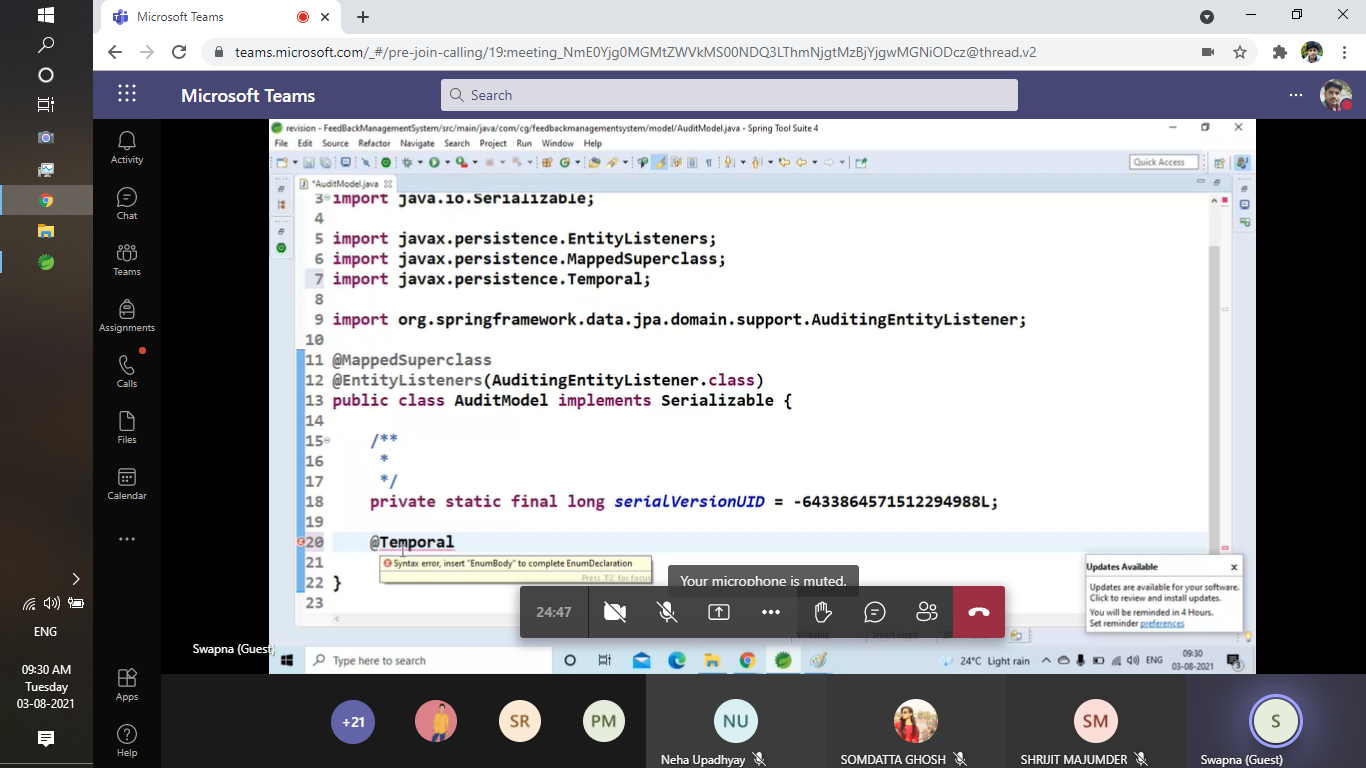 Microsoft Teams
teams.microsoft.com/_#/pre-join-calling/19:meeting_NmE0Yjg0MGMtZWVkMS00NDQ3LThmNjgtMzBjYjgwMGNiODcz@thread.v2
Microsoft Teams
Search
Activity
Chat
Teams
Assignments
Calls
Files
Calendar
ENG
09:30 AM
Tuesday
03-08-2021
Apps
Help
revision - FeedBackManagementSystem/src/main/java/com/cg/feedbackmanagementsystem/model/AuditModel.java - Spring Tool Suite 4
File Edit Source Refactor Navigate Search Project Run Window Help
Quick Access
*AuditModel.java
3 import java.io.Serializable;
4
5 import javax.persistence.EntityListeners;
6 import javax.persistence.MappedSuperclass;
7 import javax.persistence.Temporal;
8
9 import org.springframework.data.jpa.domain.support.AuditingEntityListener;
10
11 @MappedSuperclass
12 @EntityListeners(AuditingEntityListener.class)
13 public class AuditModel implements Serializable {
14
15 /**
16 *
17 */
18 private static final long serialVersionUID = -6433864571512294988L;
19
20 @Temporal
21
Syntax error, insert "EnumBody" to complete EnumDeclaration
Press 'F2' for focus
22 }
23
Your microphone is muted.
24:47
Updates Available
Updates are available for your software.
Click to review and install updates.
You will be reminded in 4 Hours.
Set reminder preferences
Writable
Smart Insert
Swapna (Guest)
Type here to search
24°C Light rain
ENG
09:30
03-08-2021
3
+21
SR
PM
NU
Neha Upadhyay
SOMDATTA GHOSH
SM
SHRIJIT MAJUMDER
S
Swapna (Guest)